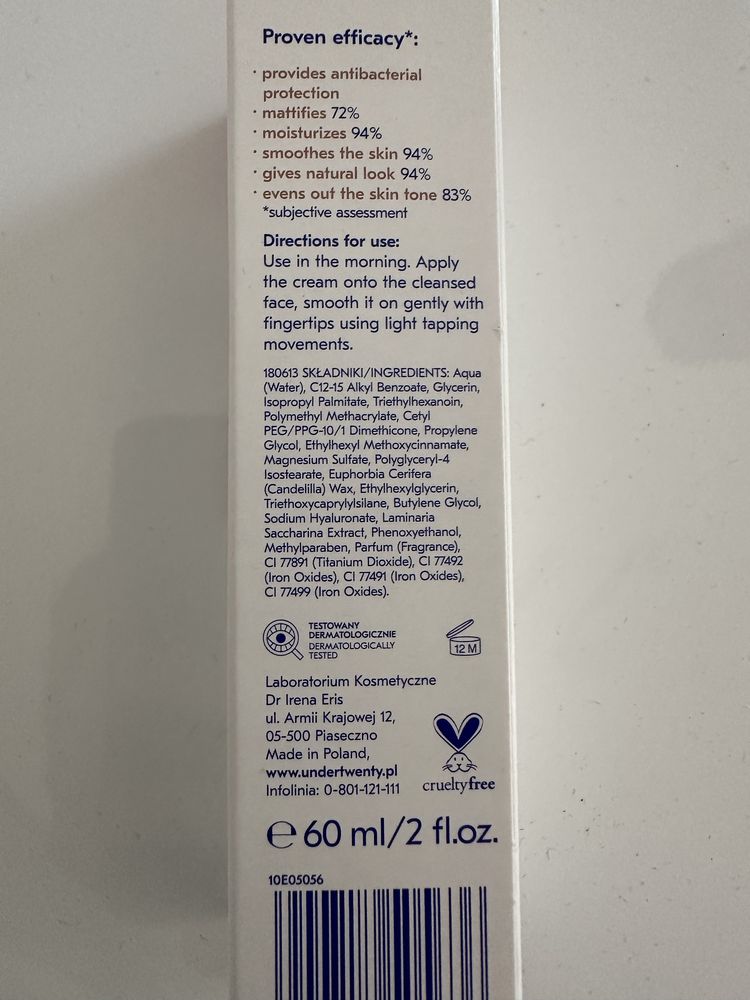 Proven efficacy*:
· provides antibacterial
protection
· mattifies 72%
· moisturizes 94%
· smoothes the skin 94%
· gives natural look 94%
· evens out the skin tone 83%
*subjective assessment
Directions for use:
Use in the morning. Apply
the cream onto the cleansed
face, smooth it on gently with
fingertips using light tapping
movements.
180613 SKŁADNIKI/INGREDIENTS: Aqua
(Water), C12-15 Alkyl Benzoate, Glycerin,
Isopropyl Palmitate, Triethylhexanoin,
Polymethyl Methacrylate, Cetyl
PEG/PPG-10/1 Dimethicone, Propylene
Glycol, Ethylhexyl Methoxycinnamate,
Magnesium Sulfate, Polyglyceryl-4
Isostearate, Euphorbia Cerifera
(Candelilla) Wax, Ethylhexylglycerin,
Triethoxycaprylylsilane, Butylene Glycol,
Sodium Hyaluronate, Laminaria
Saccharina Extract, Phenoxyethanol,
Methylparaben, Parfum (Fragrance),
CI 77891 (Titanium Dioxide), CI 77492
(Iron Oxides), CI 77491 (Iron Oxides),
CI 77499 (Iron Oxides).
TESTOWANY
DERMATOLOGICZNIE
DERMATOLOGICALLY
TESTED
12 M
Laboratorium Kosmetyczne
Dr Irena Eris
ul. Armii Krajowej 12,
05-500 Piaseczno
Made in Poland,
www.undertwenty.pl
Infolinia: 0-801-121-111
crueltyfree
℮ 60 ml/2 fl.oz.
10E05056